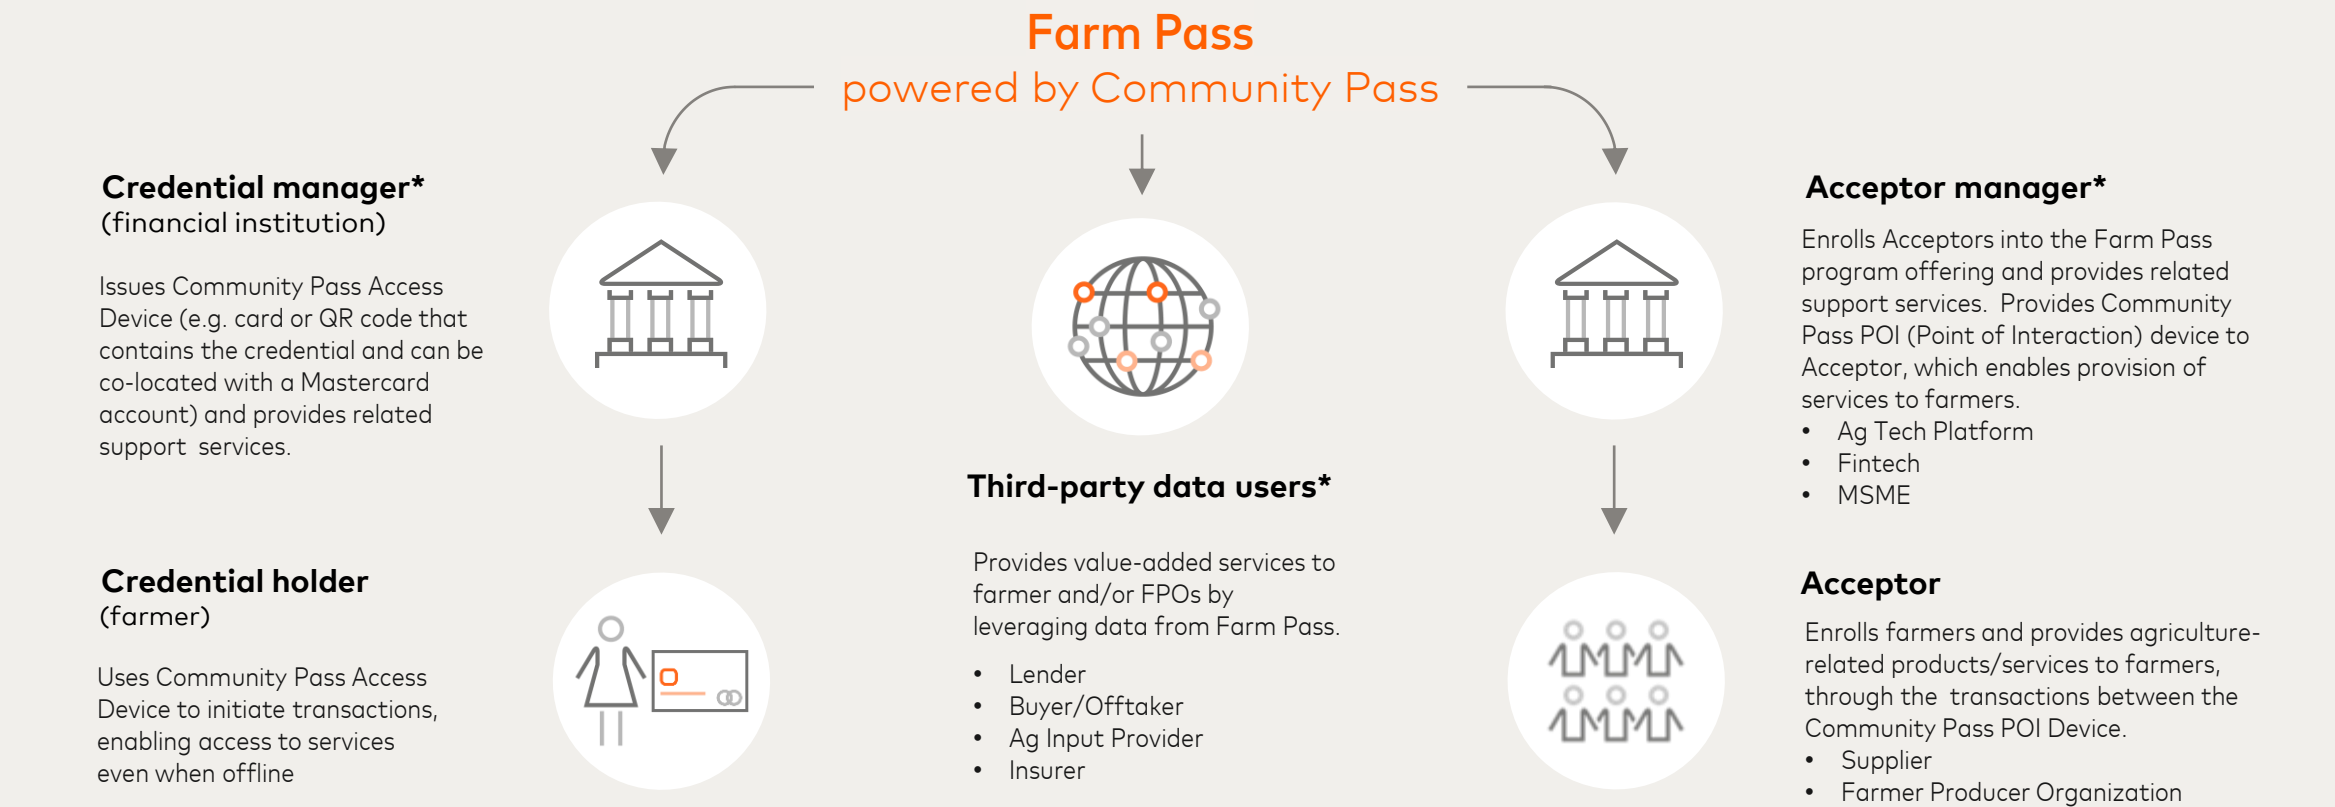 Farm Pass
powered by Community Pass
Credential manager*
(financial institution)
Issues Community Pass Access
Device (e.g. card or QR code that
contains the credential and can be
co-located with a Mastercard
account) and provides related
support services.
Credential holder
(farmer)
Uses Community Pass Access
Device to initiate transactions,
enabling access to services
even when offline
Third-party data users*
Provides value-added services to
farmer and/or FPOs by
leveraging data from Farm Pass.
• Lender
• Buyer/Offtaker
• Ag Input Provider
• Insurer
Acceptor manager*
Enrolls Acceptors into the Farm Pass
program offering and provides related
support services. Provides Community
Pass POI (Point of Interaction) device to
Acceptor, which enables provision of
services to farmers.
• Ag Tech Platform
• Fintech
• MSME
Acceptor
Enrolls farmers and provides agriculture-
related products/services to farmers,
through the transactions between the
Community Pass POI Device.
• Supplier
• Farmer Producer Organization